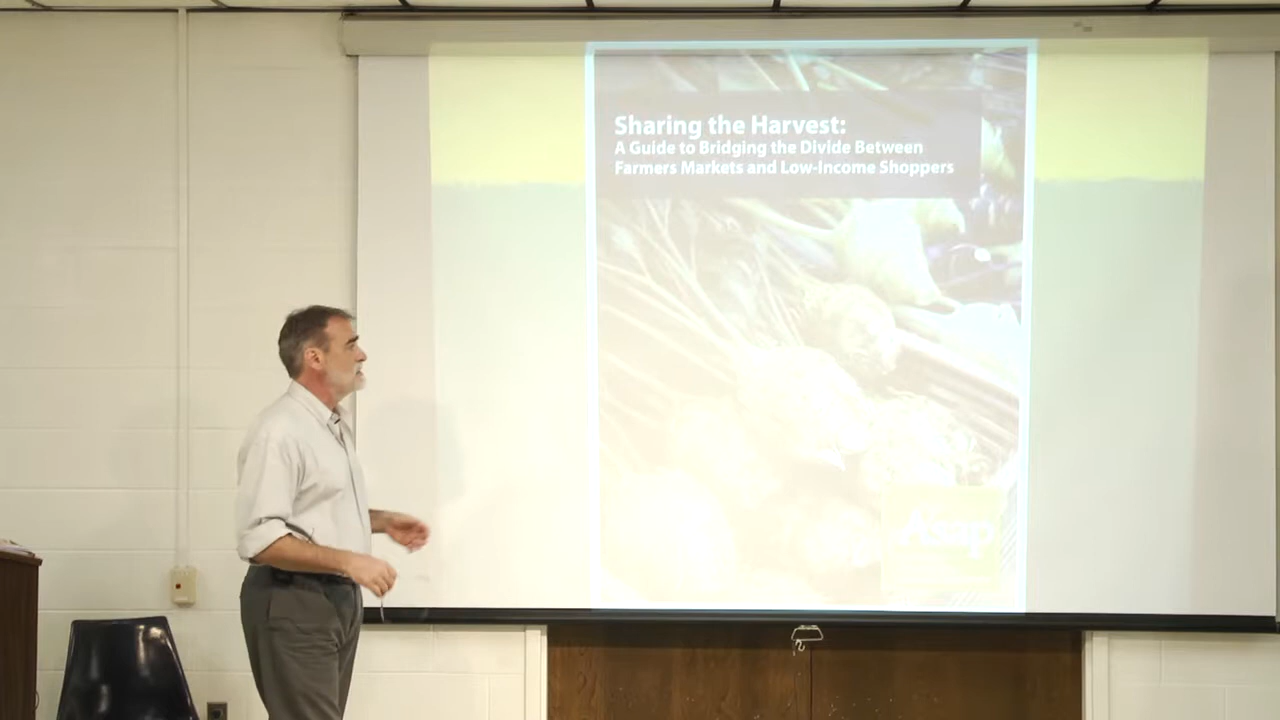 Sharing the Harvest:
A Guide to Bridging the Divide Between
Farmers Markets and Low-Income Shoppers
Asap